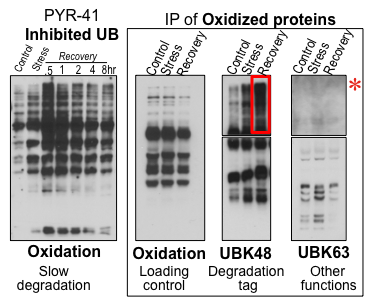 PYR-41
Inhibited UB
Control
Stress
Recovery
.5 1 2 4 8hr
Oxidation
Slow
degradation
IP of Oxidized proteins
Control
Stress
Recovery
Oxidation
Loading
control
Control
Stress
Recovery
UBK48
Degradation
tag
Control
Stress
Recovery
*
UBK63
Other
functions